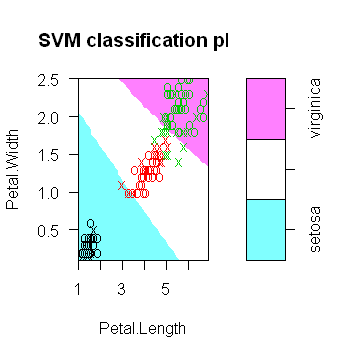 SVM classification pl
2.5
2.0
1.5
1.0
0.5
1
3
5
Petal.Width
Petal.Length
virginica
setosa